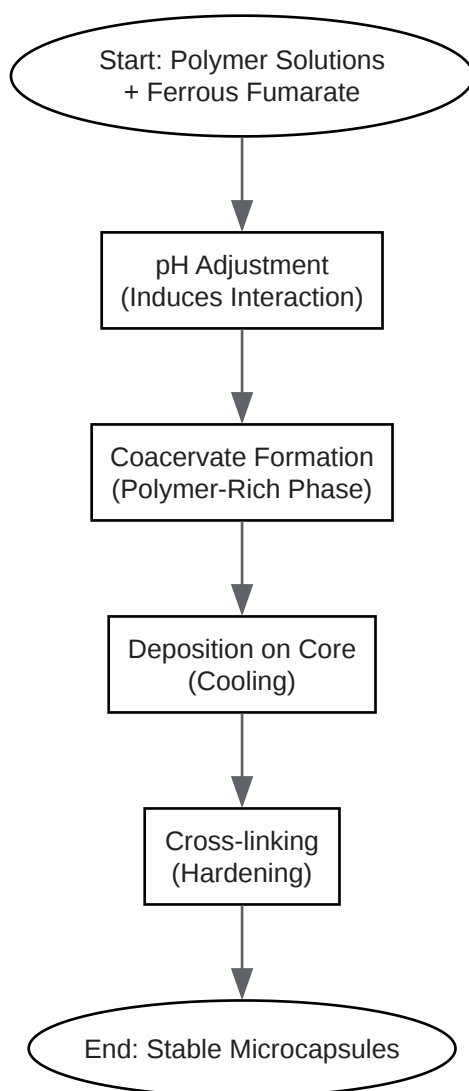 Start: Polymer Solutions
+ Ferrous Fumarate
pH Adjustment
(Induces Interaction)
Coacervate Formation
(Polymer-Rich Phase)
Deposition on Core
(Cooling)
Cross-linking
(Hardening)
End: Stable Microcapsules